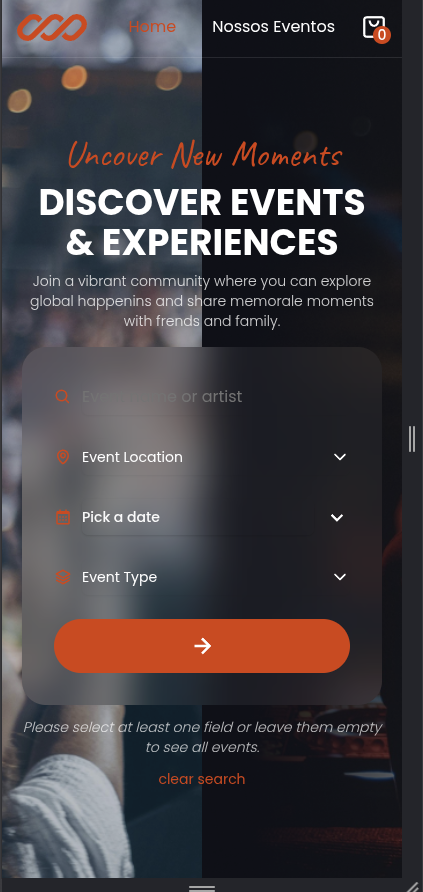 Home
Nossos Eventos
0
Uncover New Moments
DISCOVER EVENTS
& EXPERIENCES
Join a vibrant community where you can explore
global happenins and share memorale moments
with frends and family.
or artist
Event Location
Pick a date
Event Type
Please select at least one field or leave them empty
to see all events.
clear search